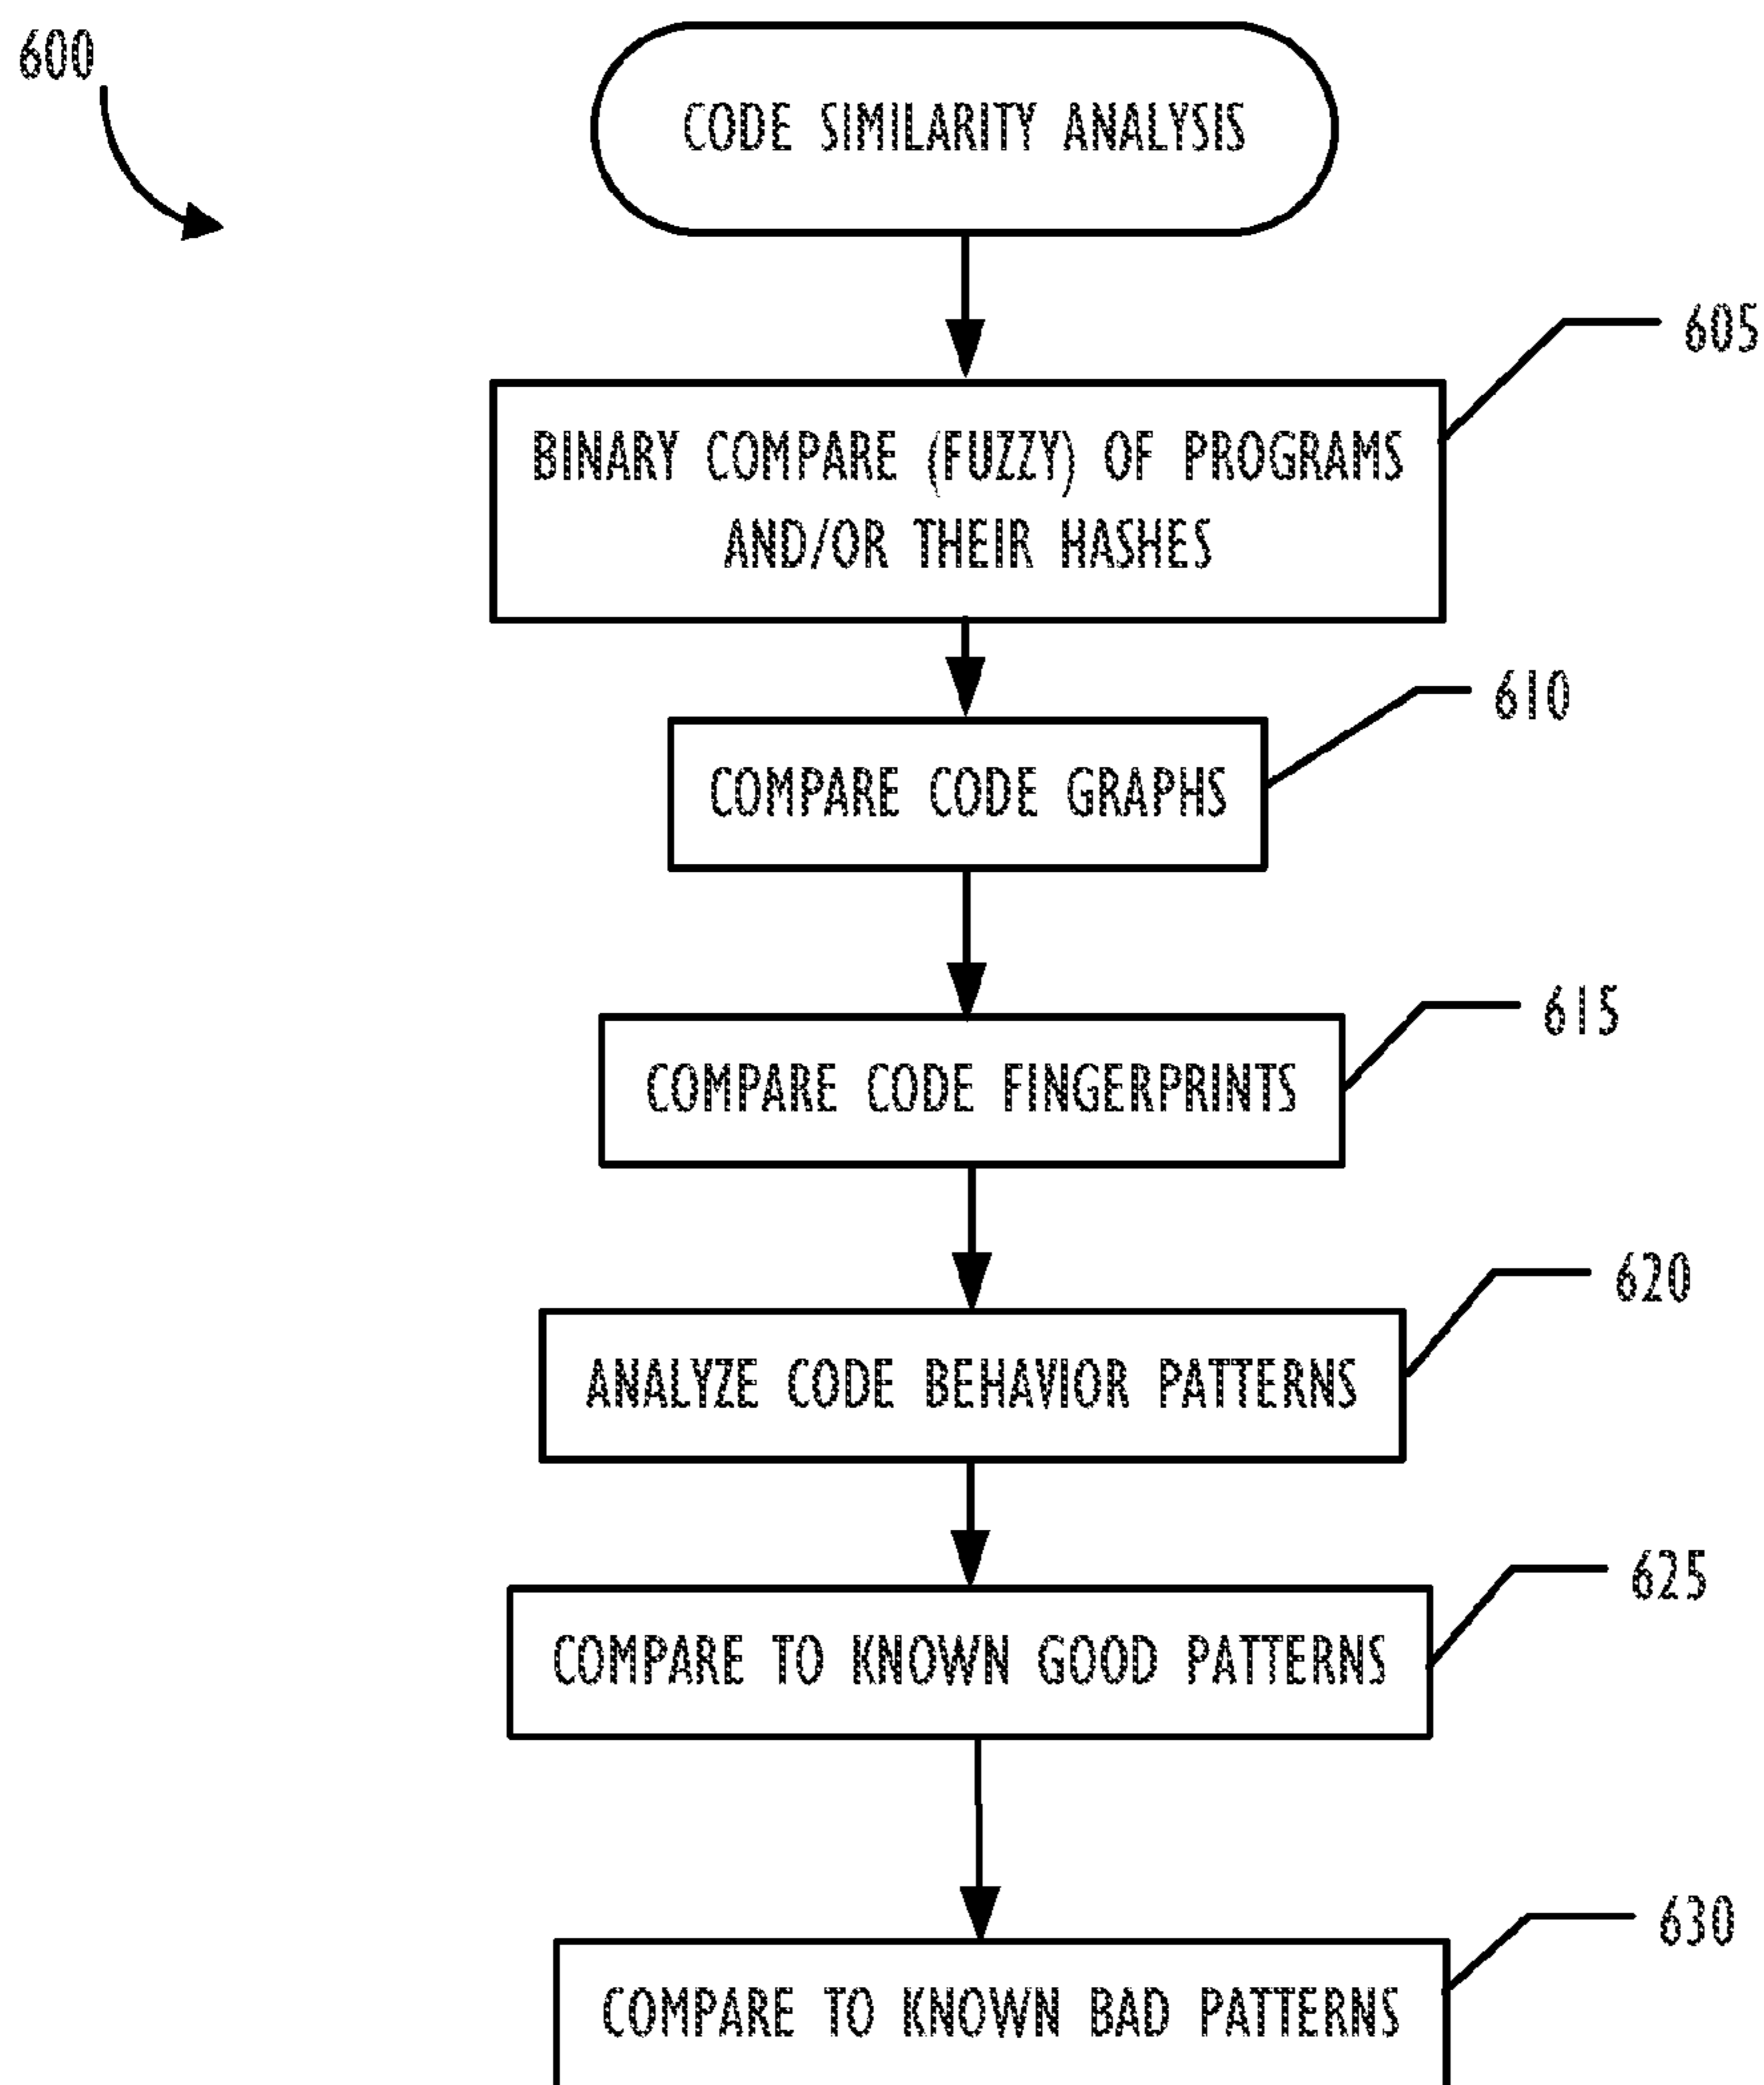 600
CODE SIMILARITY ANALYSIS
605
BINARY COMPARE (FUZZY) OF PROGRAMS
AND/OR THEIR HASHES
610
COMPARE CODE GRAPHS
615
COMPARE CODE FINGERPRINTS
620
ANALYZE CODE BEHAVIOR PATTERNS
625
COMPARE TO KNOWN GOOD PATTERNS
630
COMPARE TO KNOWN BAD PATTERNS